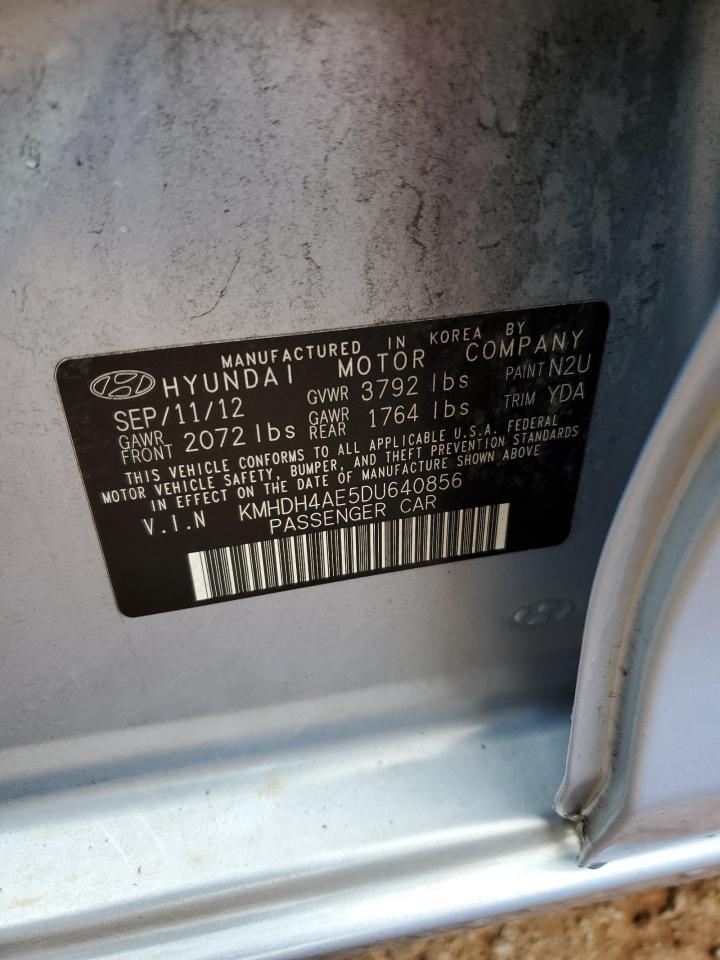 MANUFACTURED IN KOREA BY
HYUNDAI MOTOR COMPANY
SEP/11/12 GVWR 3792 lbs PAINT N2U
GAWR FRONT 2072 lbs GAWR REAR 1764 lbs TRIM YDA
THIS VEHICLE CONFORMS TO ALL APPLICABLE U.S.A. FEDERAL
MOTOR VEHICLE SAFETY, BUMPER, AND THEFT PREVENTION STANDARDS
IN EFFECT ON THE DATE OF MANUFACTURE SHOWN ABOVE
V.I.N KMHDH4AE5DU640856
PASSENGER CAR